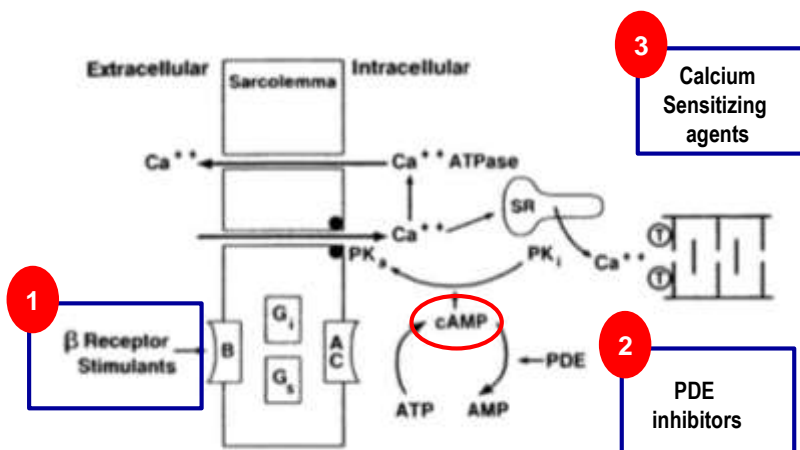 3
Calcium
Sensitizing
agents
Extracellular
Sarcolemma
Intracellular
Ca++
Ca++ ATPase
SR
Ca++
PKa
PKi
Ca++
T
T
1
β Receptor
Stimulants
B
Gi
Gs
AC
cAMP
PDE
ATP
AMP
2
PDE
inhibitors